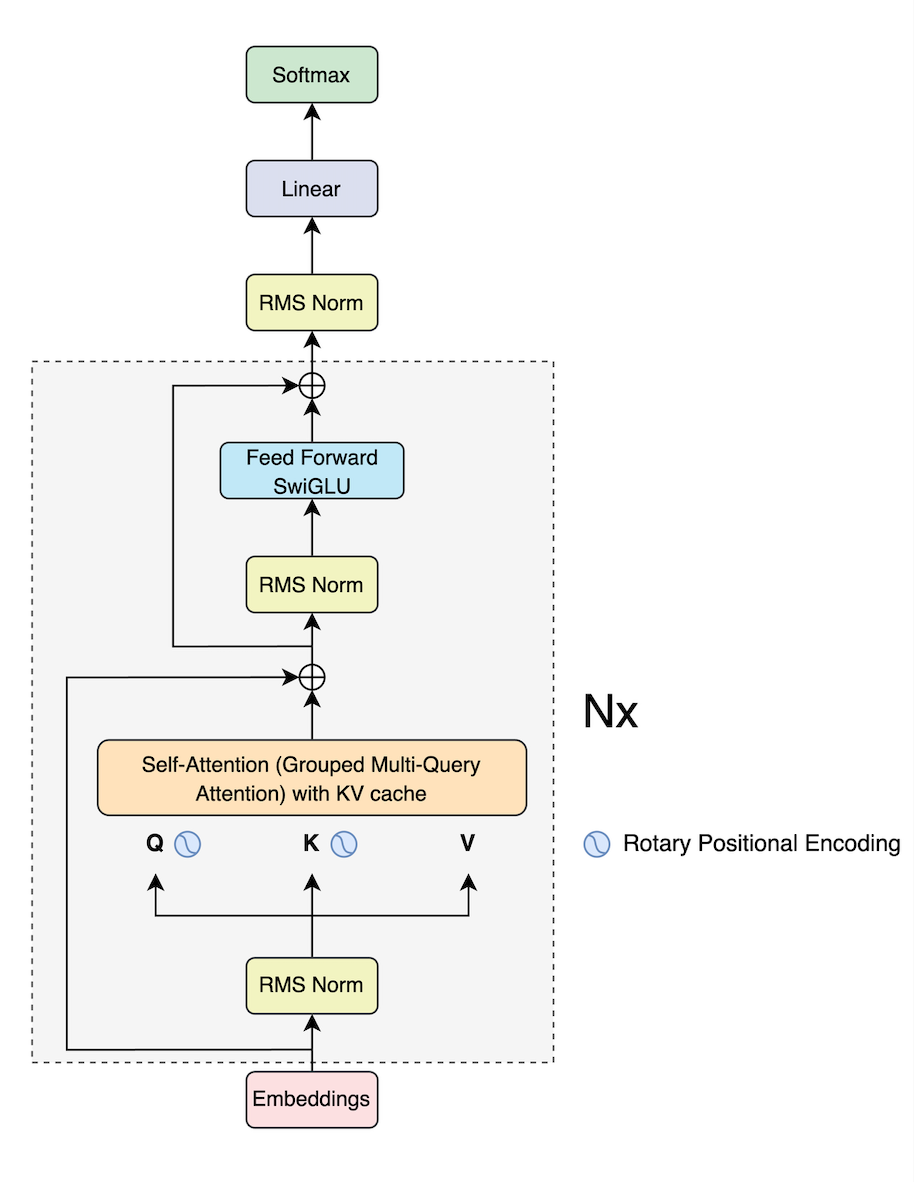 Softmax
Linear
RMS Norm
Feed Forward
SwiGLU
RMS Norm
Nx
Self-Attention (Grouped Multi-Query
Attention) with KV cache
Q K V
Rotary Positional Encoding
RMS Norm
Embeddings